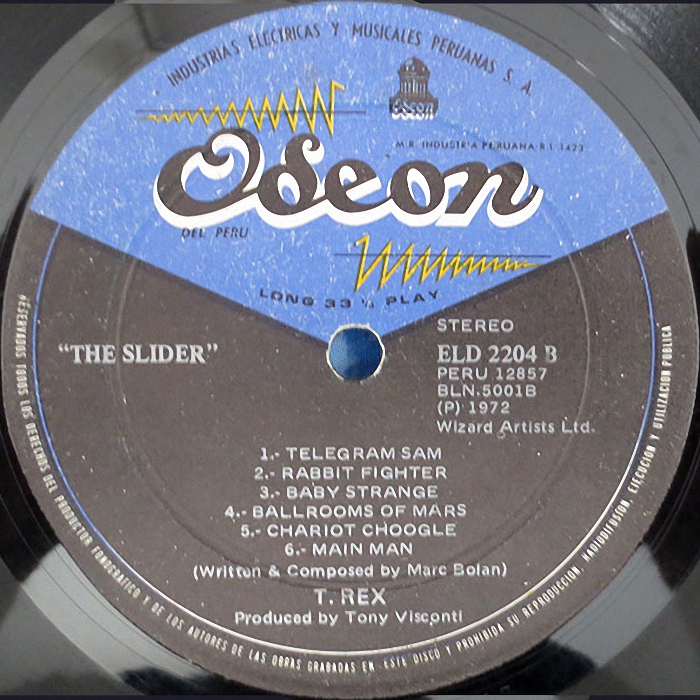 INDUSTRIAS ELECTRICAS Y MUSICALES PERUANAS S. A.
Odeon
M.R. INDUSTRIA PERUANA R.I. 1423
Odeon
DEL PERU
LONG 33 ⅓ PLAY
STEREO
"THE SLIDER"
ELD 2204 B
PERU 12857
BLN.5001B
(P) 1972
Wizard Artists Ltd.
1.- TELEGRAM SAM
2.- RABBIT FIGHTER
3.- BABY STRANGE
4.- BALLROOMS OF MARS
5.- CHARIOT CHOOGLE
6.- MAIN MAN
(Written & Composed by Marc Bolan)
T. REX
Produced by Tony Visconti
RESERVADOS TODOS LOS DERECHOS DEL PRODUCTOR FONOGRAFICO Y DE LOS AUTORES DE LAS OBRAS GRABADAS EN ESTE DISCO Y PROHIBIDA SU REPRODUCCION, RADIODIFUSION, EJECUCION Y UTILIZACION PUBLICA